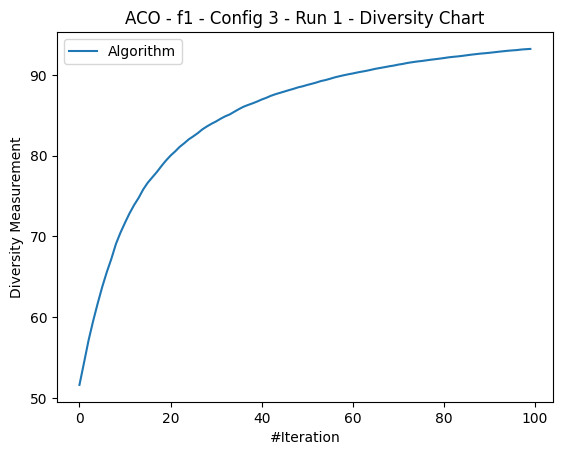 ACO - f1 - Config 3 - Run 1 - Diversity Chart
Algorithm
Diversity Measurement
90
80
70
60
50
0 20 40 60 80 100
#Iteration